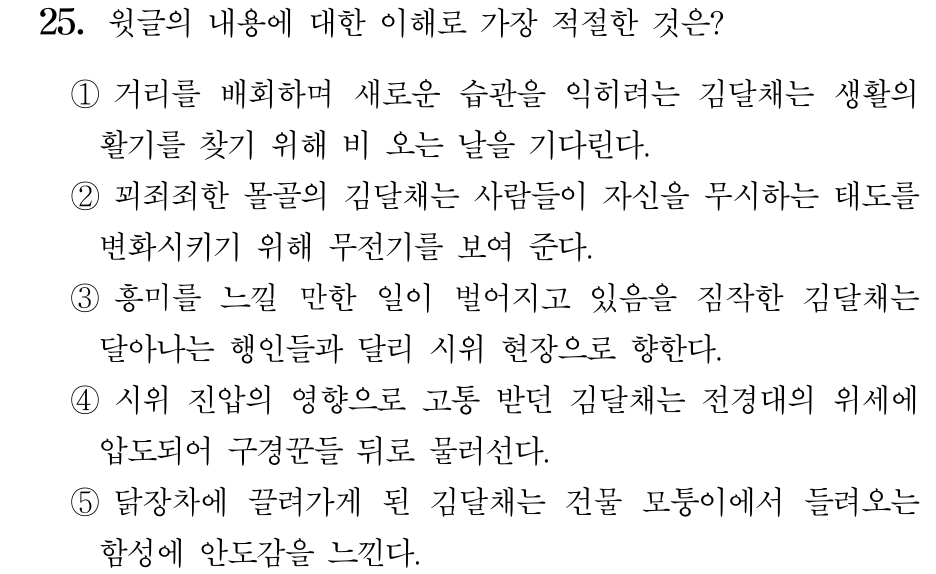 25. 윗글의 내용에 대한 이해로 가장 적절한 것은?
① 거리를 배회하며 새로운 습관을 익히려는 김달채는 생활의
활기를 찾기 위해 비 오는 날을 기다린다.
② 꾀죄죄한 몰골의 김달채는 사람들이 자신을 무시하는 태도를
변화시키기 위해 무전기를 보여 준다.
③ 흥미를 느낄 만한 일이 벌어지고 있음을 짐작한 김달채는
달아나는 행인들과 달리 시위 현장으로 향한다.
④ 시위 진압의 영향으로 고통 받던 김달채는 전경대의 위세에
압도되어 구경꾼들 뒤로 물러선다.
⑤ 닭장차에 끌려가게 된 김달채는 건물 모퉁이에서 들려오는
함성에 안도감을 느낀다.